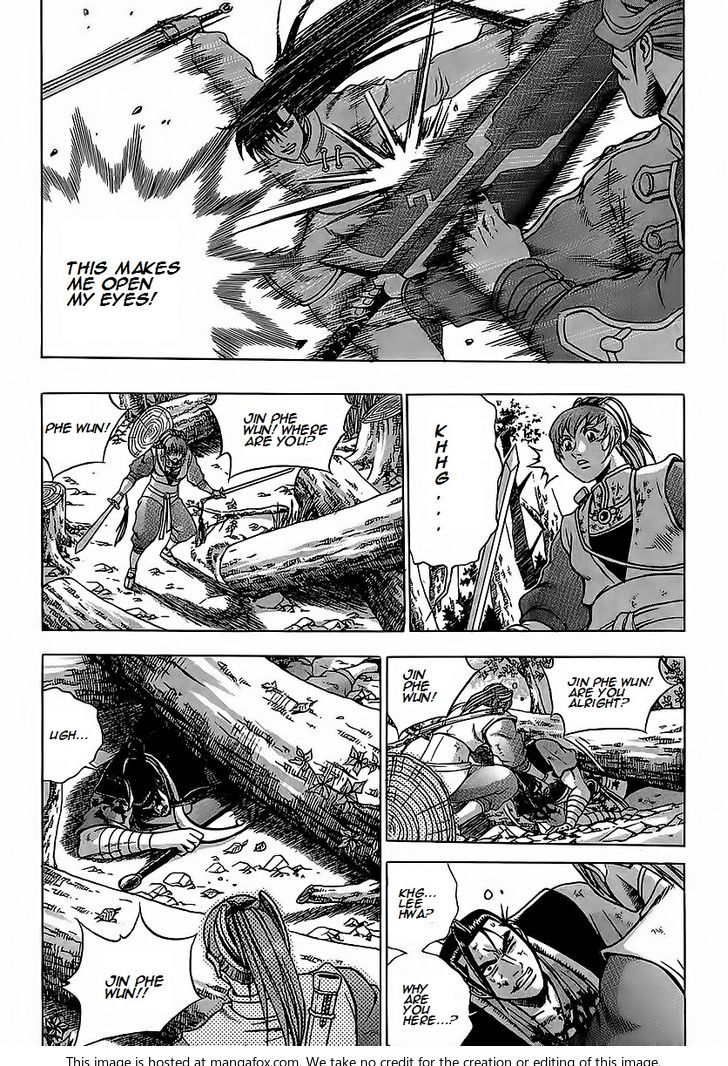 THIS MAKES
ME OPEN
MY EYES!
PHE WUN!
JIN PHE
WUN! WHERE
ARE YOU?
KHHG...
UGH...
JIN PHE
WUN!!
JIN
PHE
WUN!
JIN PHE WUN!
ARE YOU
ALRIGHT?
KHG...
LEE
HWA?
WHY
ARE
YOU
HERE...?
This image is hosted at mangafox.com. We take no credit for the creation or editing of this image.